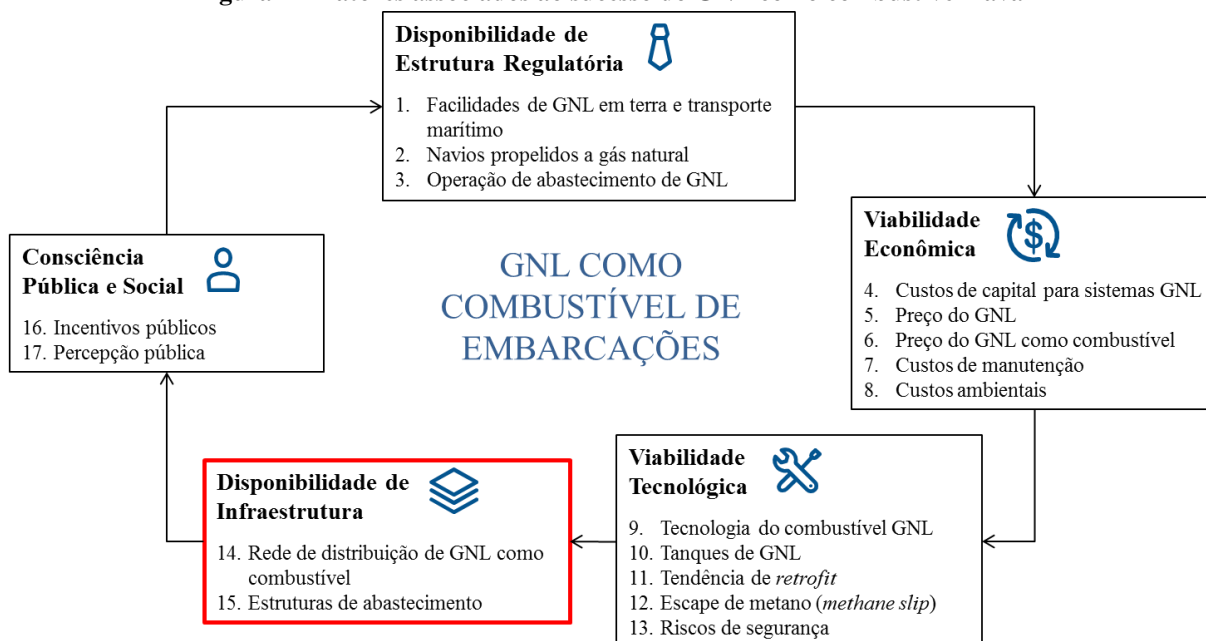 Disponibilidade de
Estrutura Regulatória
1. Facilidades de GNL em terra e transporte
marítimo
2. Navios propelidos a gás natural
3. Operação de abastecimento de GNL
Viabilidade
Econômica
$
4. Custos de capital para sistemas GNL
5. Preço do GNL
6. Preço do GNL como combustível
7. Custos de manutenção
8. Custos ambientais
Consciência
Pública e Social
16. Incentivos públicos
17. Percepção pública
GNL COMO
COMBUSTÍVEL DE
EMBARCAÇÕES
Viabilidade
Tecnológica
9. Tecnologia do combustível GNL
10. Tanques de GNL
11. Tendência de retrofit
12. Escape de metano (methane slip)
13. Riscos de segurança
Disponibilidade de
Infraestrutura
14. Rede de distribuição de GNL como
combustível
15. Estruturas de abastecimento